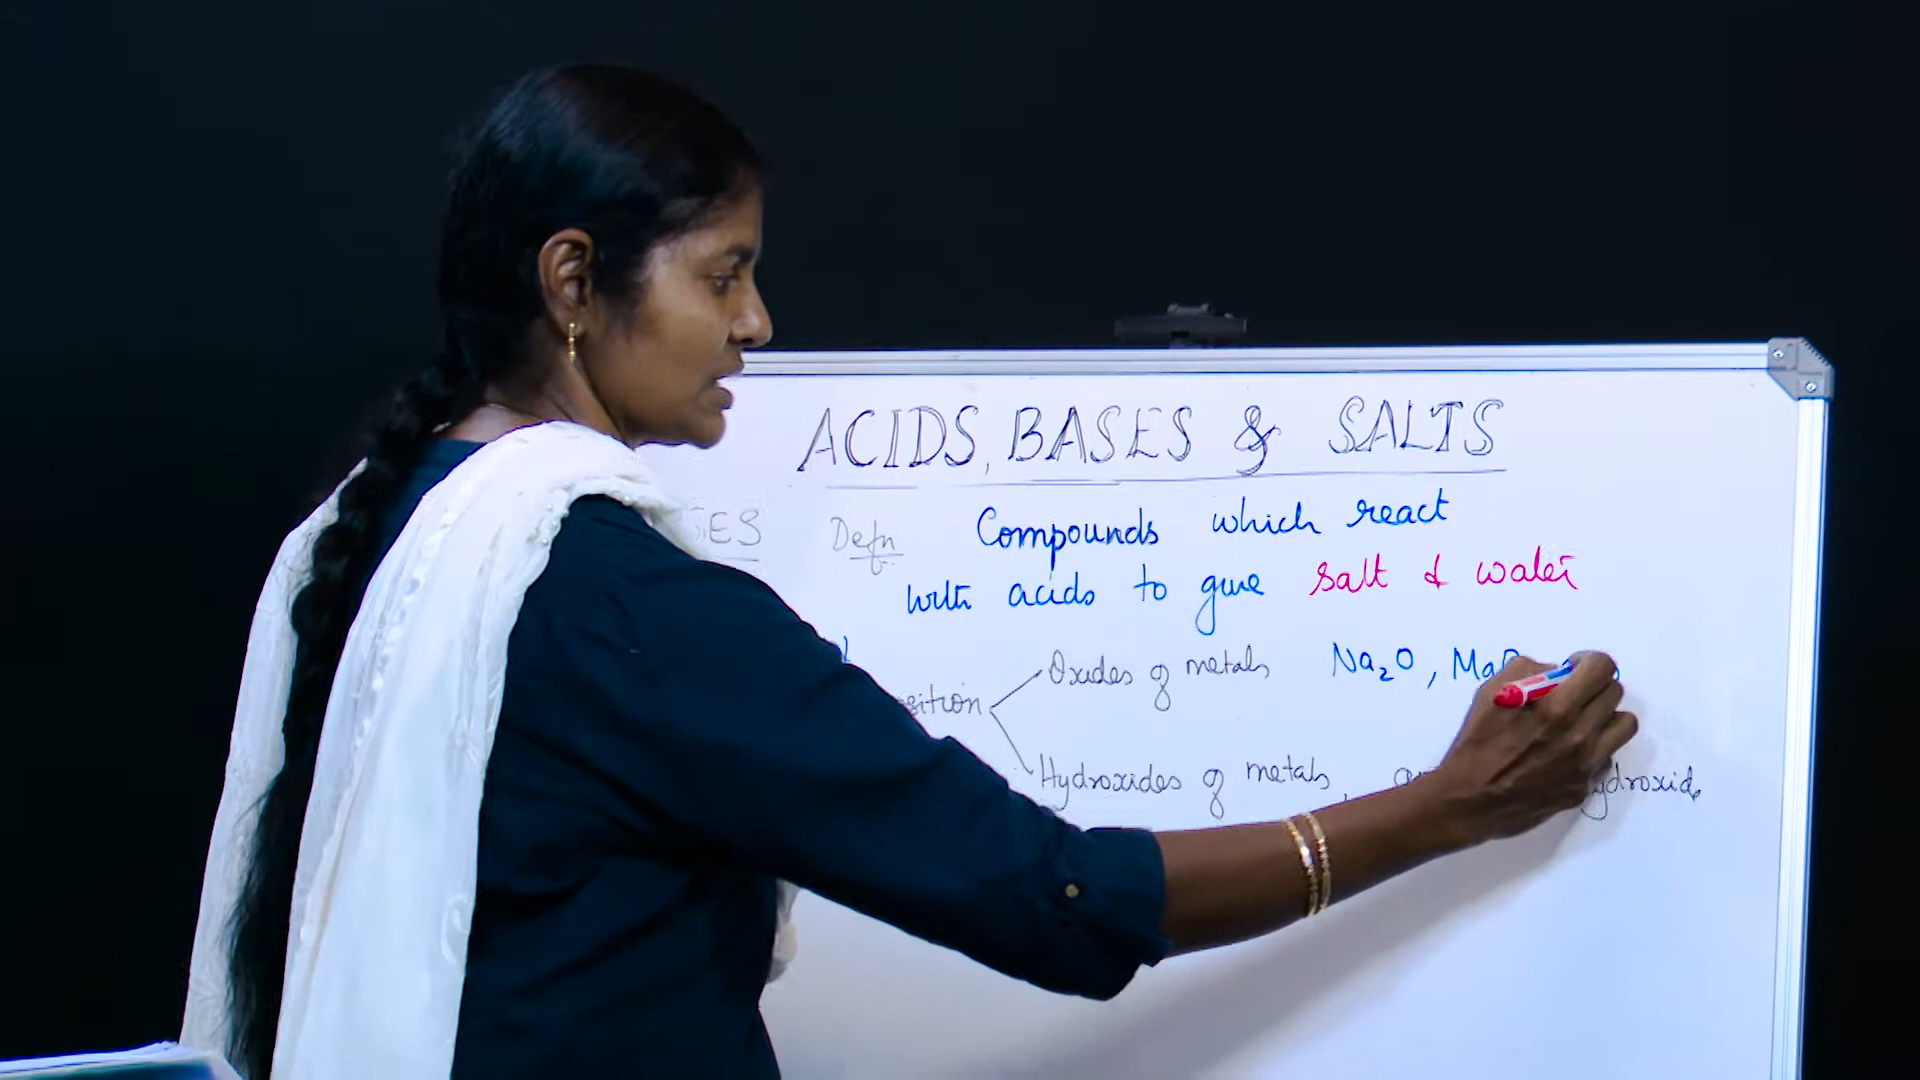 ACIDS, BASES & SALTS
Defn Compounds which react
with acids to give salt & water
Oxides of metals Na₂O,
Hydroxides of metals,